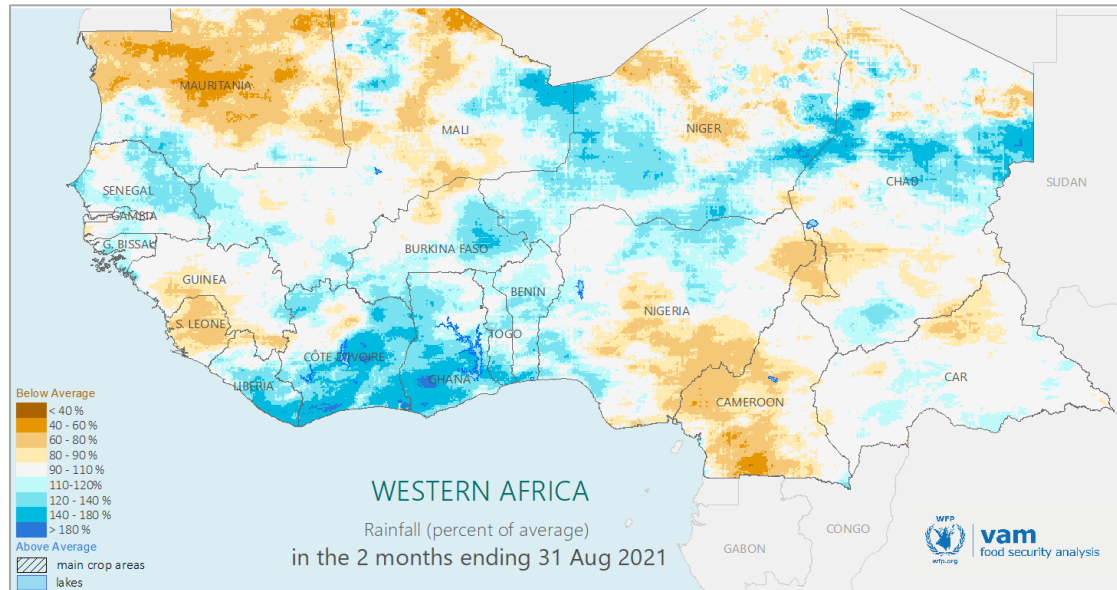 MAURITANIA
MALI
NIGER
CHAD
SUDAN
SENEGAL
GAMBIA
G. BISSAU
BURKINA FASO
GUINEA
BENIN
NIGERIA
S. LEONE
TOGO
CÔTE D'IVOIRE
LIBERIA
GHANA
CAR
CAMEROON
GABON
CONGO
Below Average
< 40 %
40 - 60 %
60 - 80 %
80 - 90 %
90 - 110 %
110-120%
120 - 140 %
140 - 180 %
> 180 %
Above Average
main crop areas
lakes
WESTERN AFRICA
Rainfall (percent of average)
in the 2 months ending 31 Aug 2021
WFP
wfp.org
vam
food security analysis